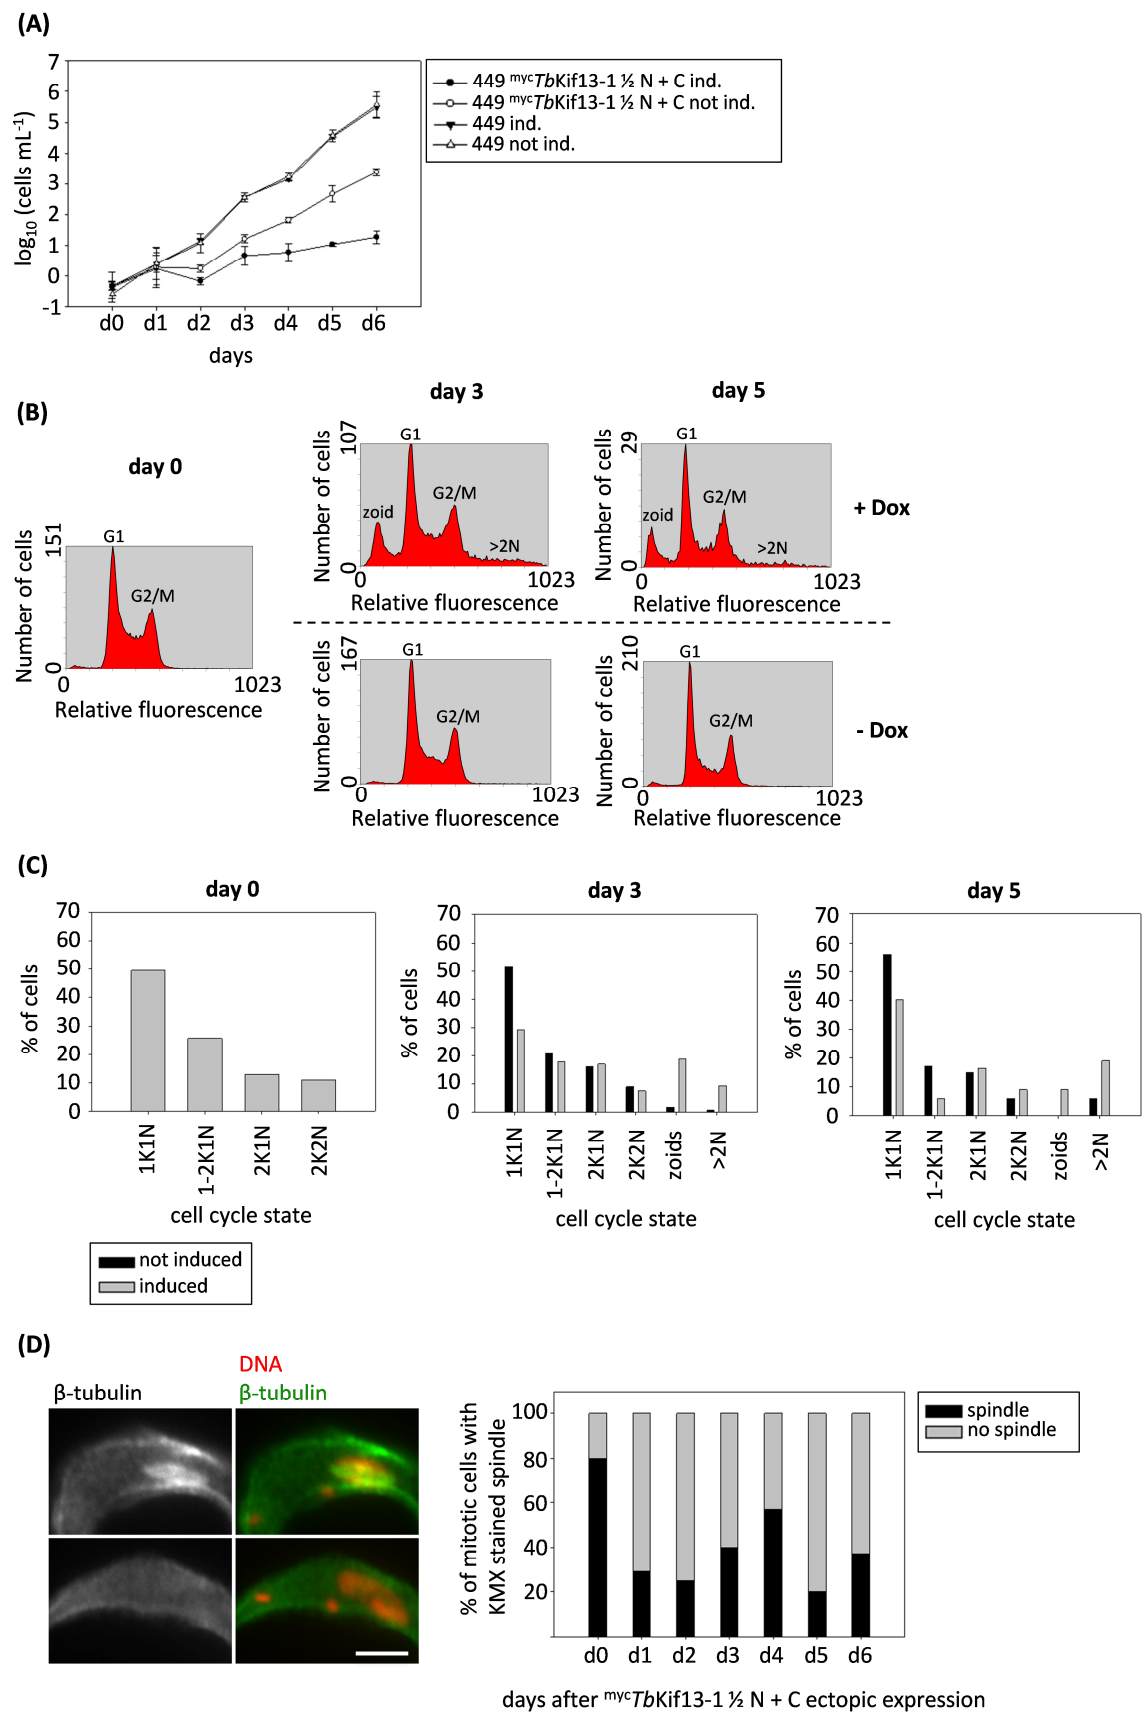 (A)
7
6
5
4
3
2
1
0
-1
log10 (cells mL-1)
d0 d1 d2 d3 d4 d5 d6
days
449 mycTbKif13-1 ½ N + C ind.
449 mycTbKif13-1 ½ N + C not ind.
449 ind.
449 not ind.
(B)
day 0
151
G1
G2/M
Number of cells
0
0 1023
Relative fluorescence
day 3
107
G1
zoid
G2/M
>2N
Number of cells
0
0 1023
Relative fluorescence
day 5
29
G1
zoid
G2/M
>2N
Number of cells
0
0 1023
Relative fluorescence
+ Dox
167
G1
G2/M
Number of cells
0
0 1023
Relative fluorescence
210
G1
G2/M
Number of cells
0
0 1023
Relative fluorescence
- Dox
(C)
day 0
70
60
50
40
30
20
10
0
% of cells
1K1N 1-2K1N 2K1N 2K2N
cell cycle state
day 3
70
60
50
40
30
20
10
0
% of cells
1K1N 1-2K1N 2K1N 2K2N zoids >2N
cell cycle state
day 5
70
60
50
40
30
20
10
0
% of cells
1K1N 1-2K1N 2K1N 2K2N zoids >2N
cell cycle state
not induced
induced
(D)
β-tubulin
DNA
β-tubulin
100
80
60
40
20
% of mitotic cells with
KMX stained spindle
d0 d1 d2 d3 d4 d5 d6
days after mycTbKif13-1 ½ N + C ectopic expression
spindle
no spindle